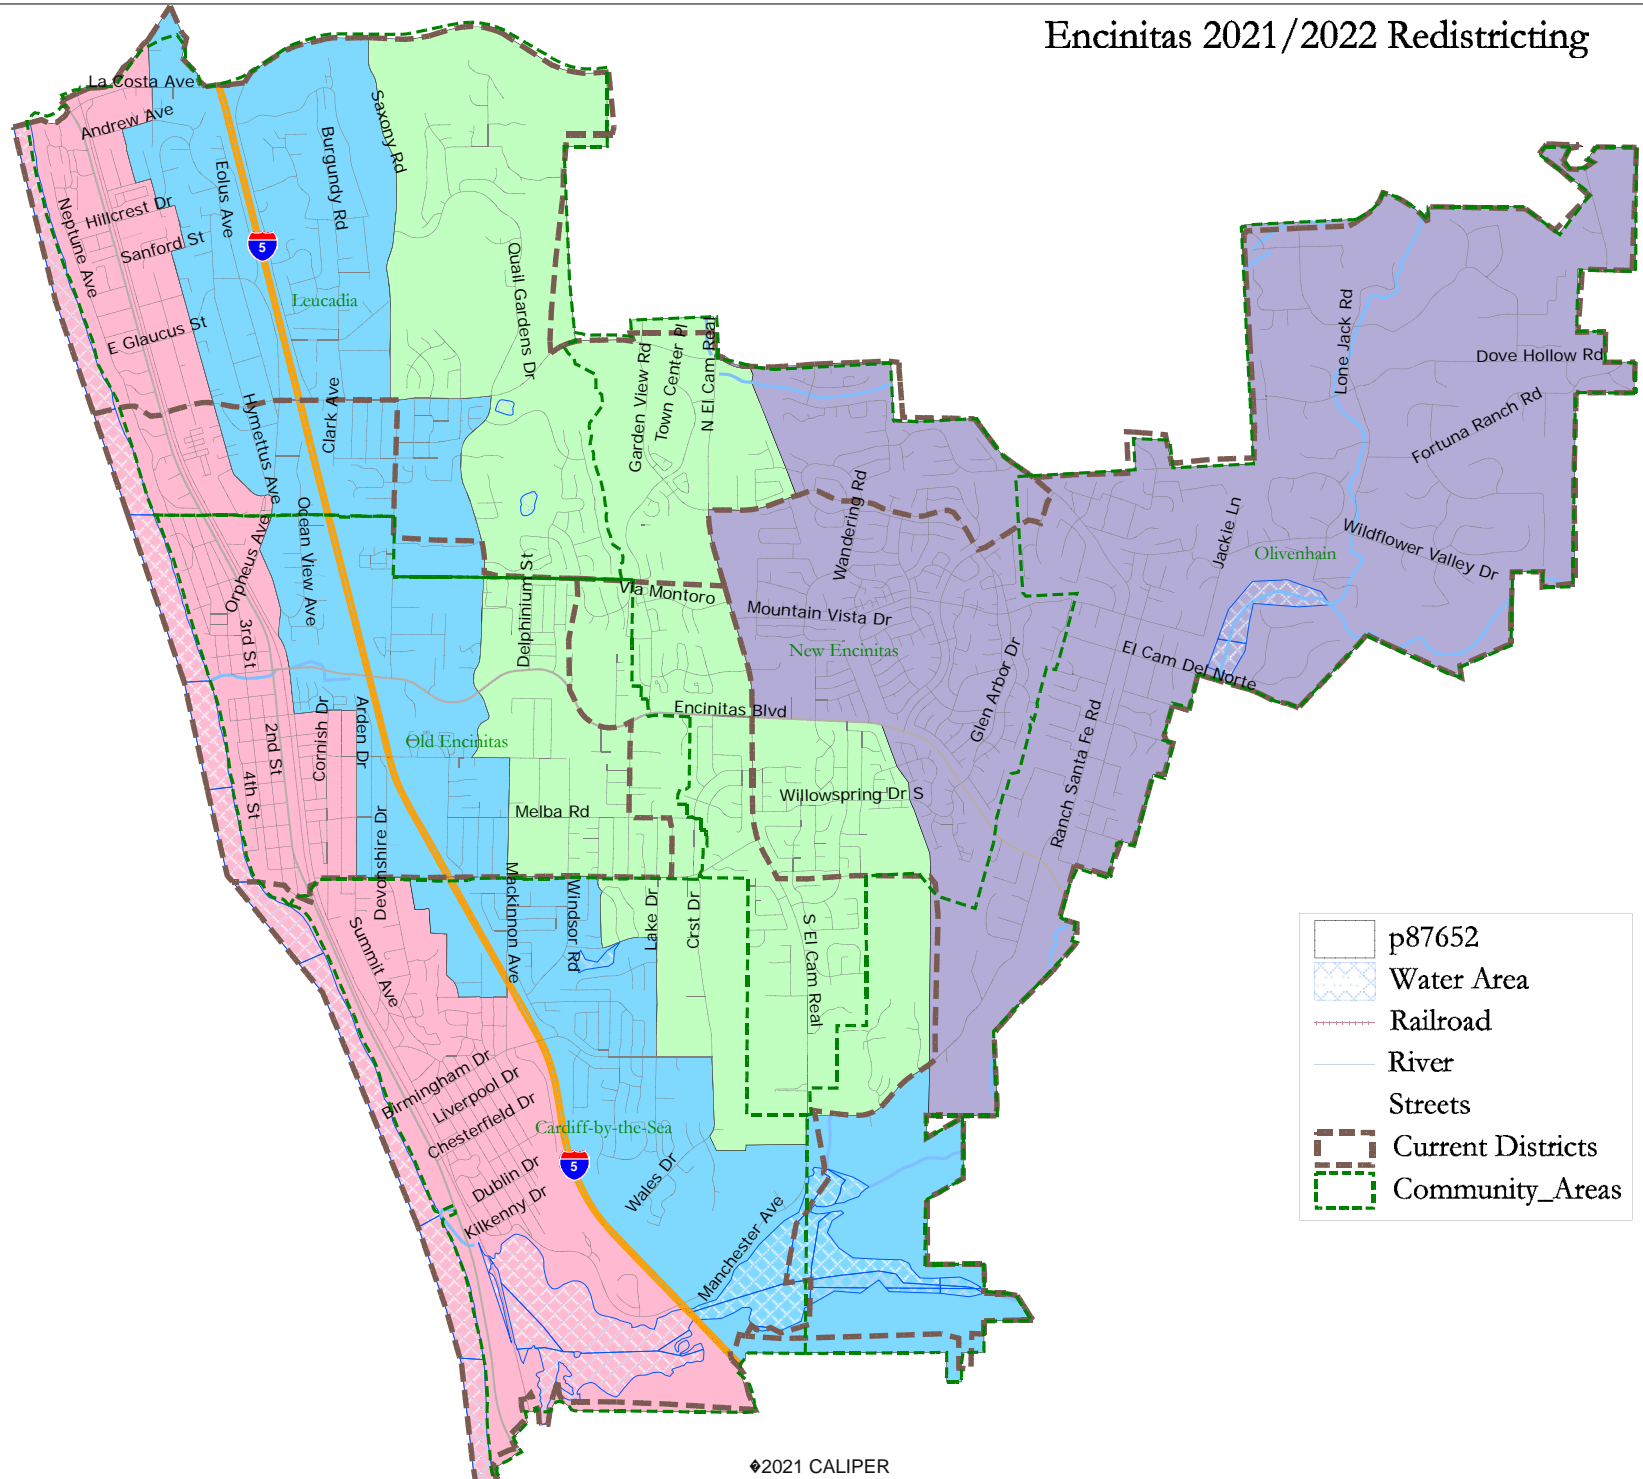 Encinitas 2021/2022 Redistricting
La Costa Ave
Andrew Ave
Saxony Rd
Burgundy Rd
Eolus Ave
5
Neptune Ave
Hillcrest Dr
Sanford St
Leucadia
Quail Gardens Dr
E Glaucus St
Garden View Rd
Town Center Pl
N El Cam Real
Lone Jack Rd
Dove Hollow Rd
Fortuna Ranch Rd
Hymettus Ave
Clark Ave
Wandering Rd
Jackie Ln
Olivenhain
Wildflower Valley Dr
Orpheus Ave
Ocean View Ave
Delphinium St
Via Montoro
Mountain Vista Dr
New Encinitas
3rd St
El Cam Del Norte
Glen Arbor Dr
Ranch Santa Fe Rd
Encinitas Blvd
2nd St
Cornish Dr
Arden Dr
Old Encinitas
4th St
Willowspring Dr S
Melba Rd
Devonshire Dr
Mackinnon Ave
Windsor Rd
Lake Dr
Crst Dr
S El Cam Real
Summit Ave
Birmingham Dr
Liverpool Dr
Chesterfield Dr
Cardiff-by-the-Sea
5
Dublin Dr
Kilkenny Dr
Wales Dr
Manchester Ave
p87652
Water Area
Railroad
River
Streets
Current Districts
Community_Areas
�2021 CALIPER